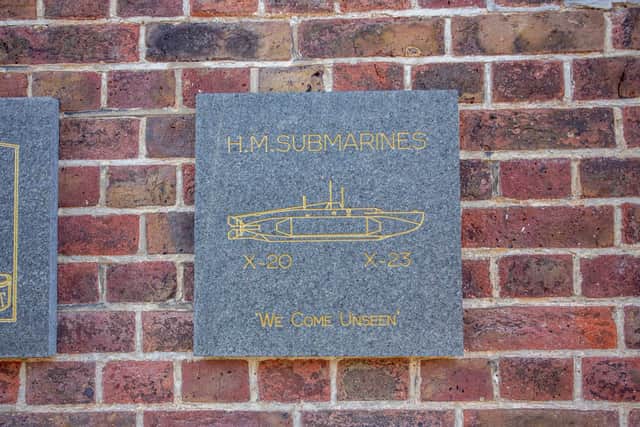 H.M.SUBMARINES
X-20 X-23
'WE COME UNSEEN'